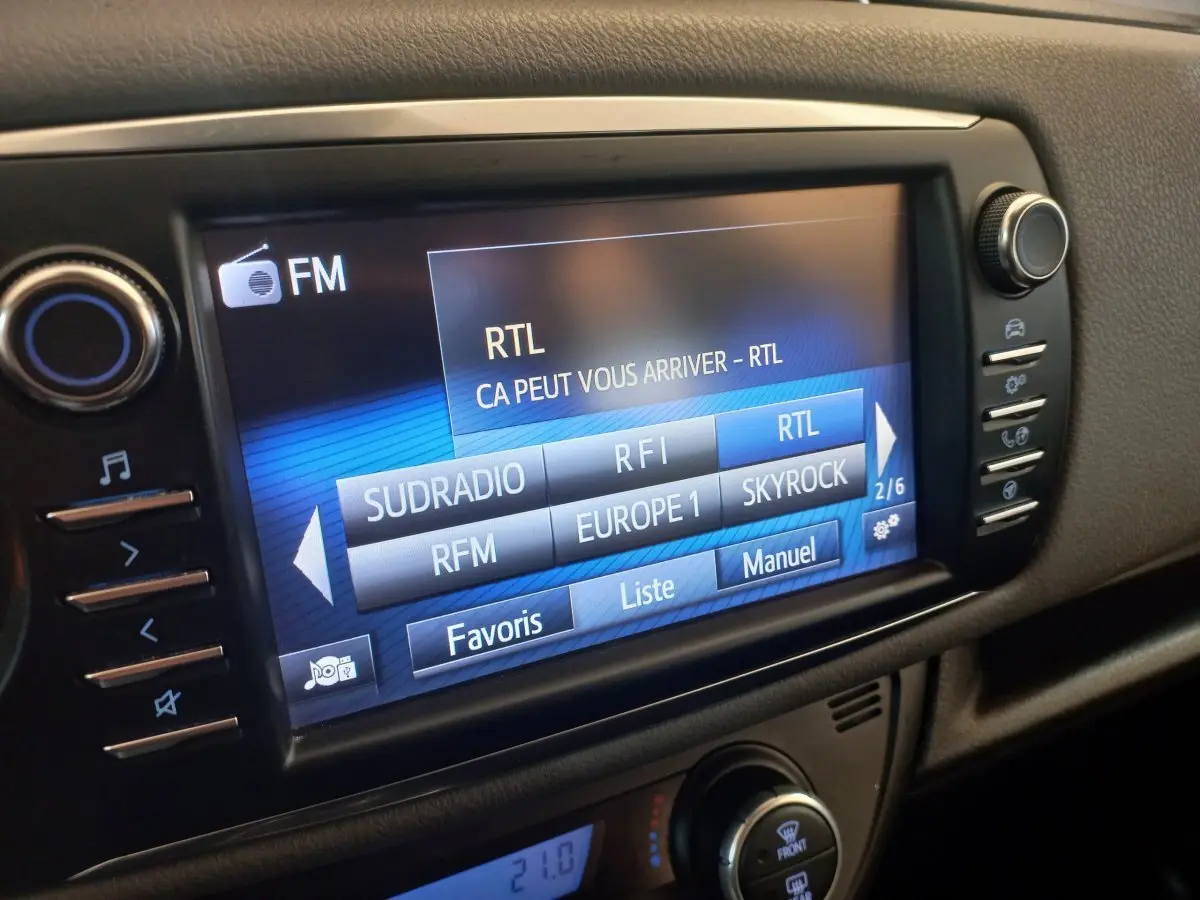 FM
RTL
CA PEUT VOUS ARRIVER - RTL
SUDRADIO RFI RTL
RFM EUROPE 1 SKYROCK
2/6
Favoris Liste Manuel
21.0
FRONT